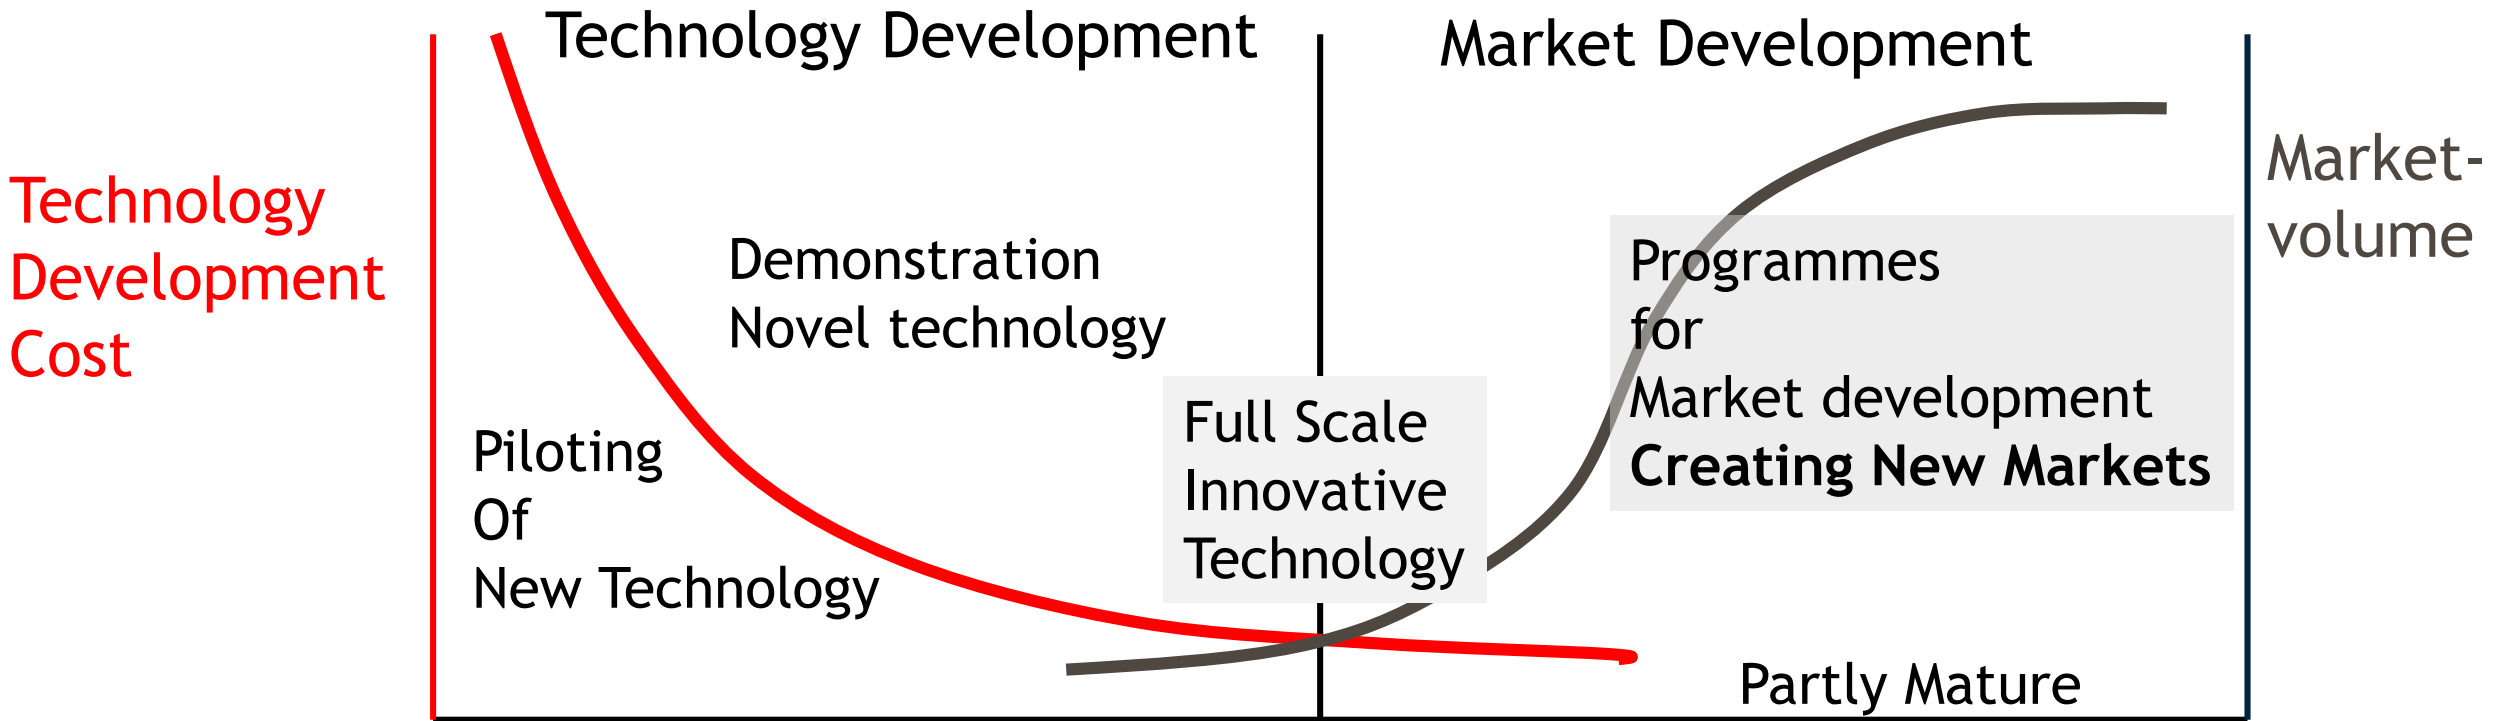 Technology Development
Market Development
Technology
Development
Cost
Market-
volume
Demonstration
Novel technology
Programmes
for
Market development
Creating New Markets
Full Scale
Innovative
Technology
Piloting
Of
New Technology
Partly Mature